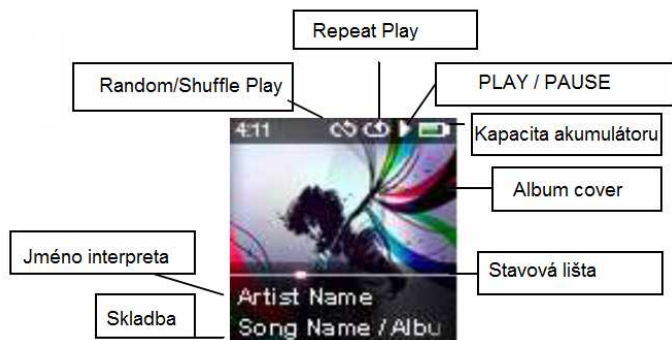 Repeat Play
Random/Shuffle Play
PLAY / PAUSE
4:11
Kapacita akumulátoru
Album cover
Jméno interpreta
Stavová lišta
Artist Name
Skladba
Song Name / Albu